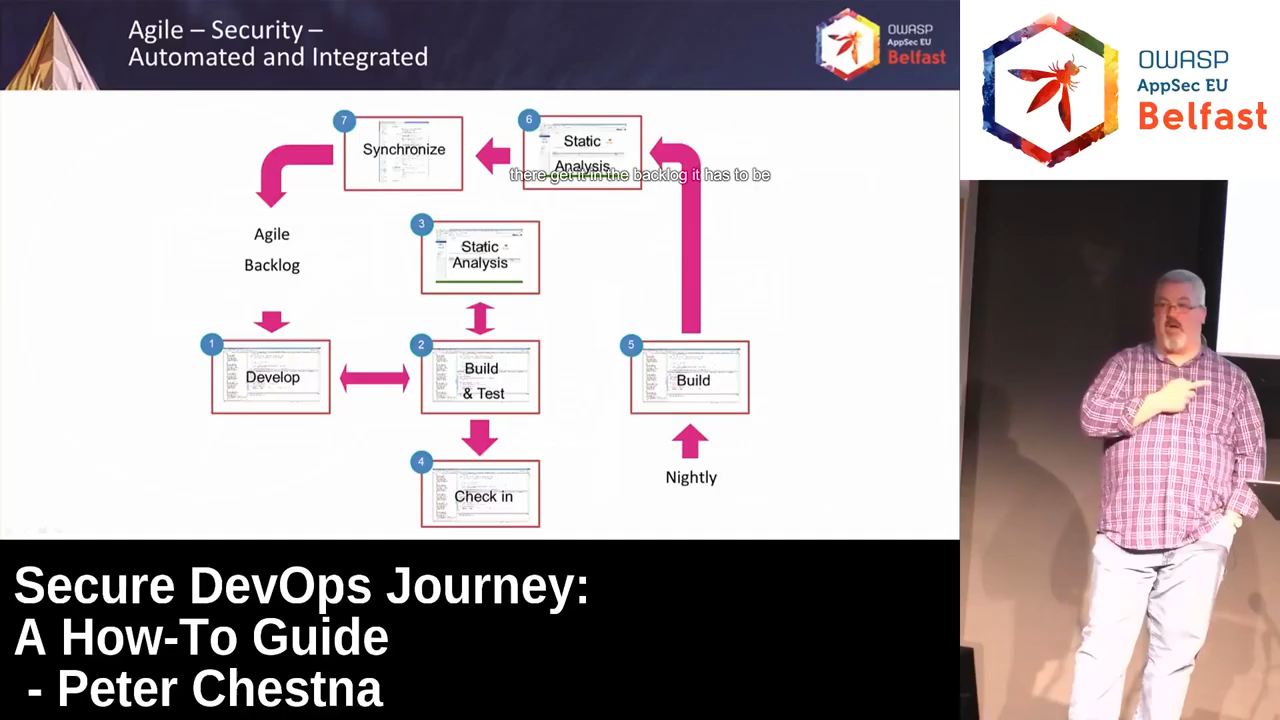 Agile – Security –
Automated and Integrated
OWASP
AppSec EU
Belfast
OWASP
AppSec EU
Belfast
7
Synchronize
6
Static
Analysis
there get it in the backlog it has to be
3
Static
Analysis
Agile
Backlog
1
Develop
2
Build
& Test
5
Build
4
Check in
Nightly
Secure DevOps Journey:
A How-To Guide
- Peter Chestna